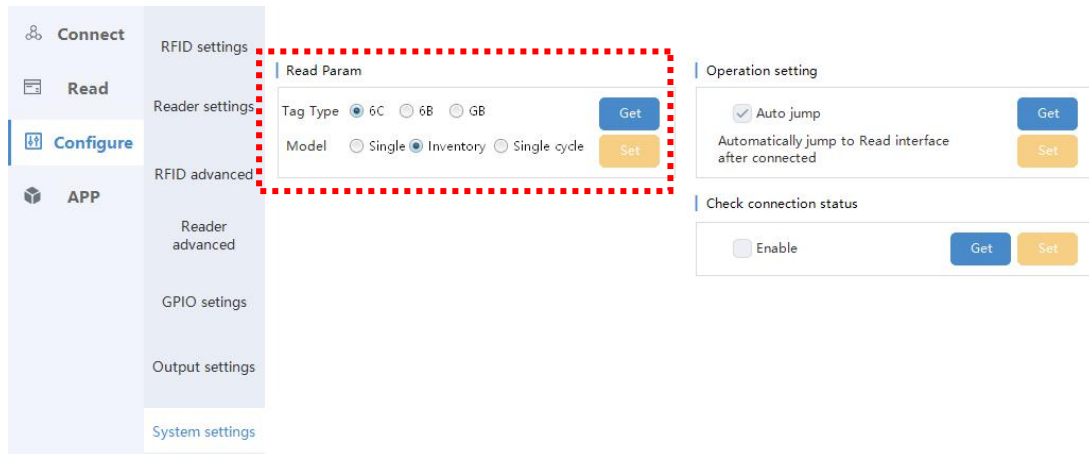 Connect
Read
Configure
APP
RFID settings
Reader settings
RFID advanced
Reader
advanced
GPIO setings
Output settings
System settings
Read Param
Tag Type 6C 6B GB Get
Model Single Inventory Single cycle Set
Operation setting
Auto jump Get
Automatically jump to Read interface
after connected Set
Check connection status
Enable Get Set